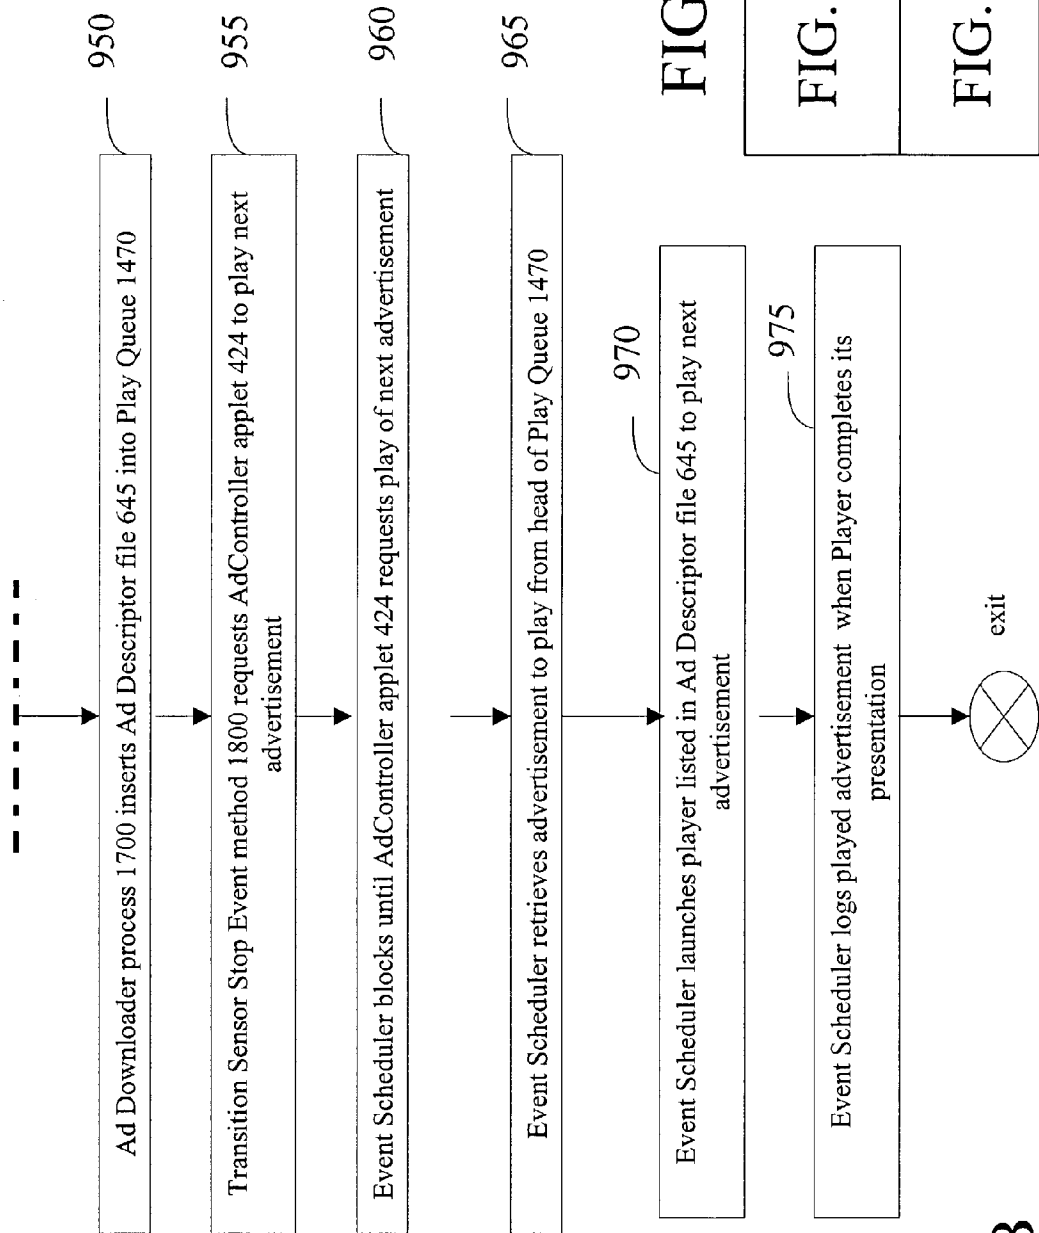 950
Ad Downloader process 1700 inserts Ad Descriptor file 645 into Play Queue 1470
955
Transition Sensor Stop Event method 1800 requests AdController applet 424 to play next
advertisement
960
Event Scheduler blocks until AdController applet 424 requests play of next advertisement
965
Event Scheduler retrieves advertisement to play from head of Play Queue 1470
970
Event Scheduler launches player listed in Ad Descriptor file 645 to play next
advertisement
975
Event Scheduler logs played advertisement when Player completes its
presentation
exit
FIG.
FIG.
FIG.